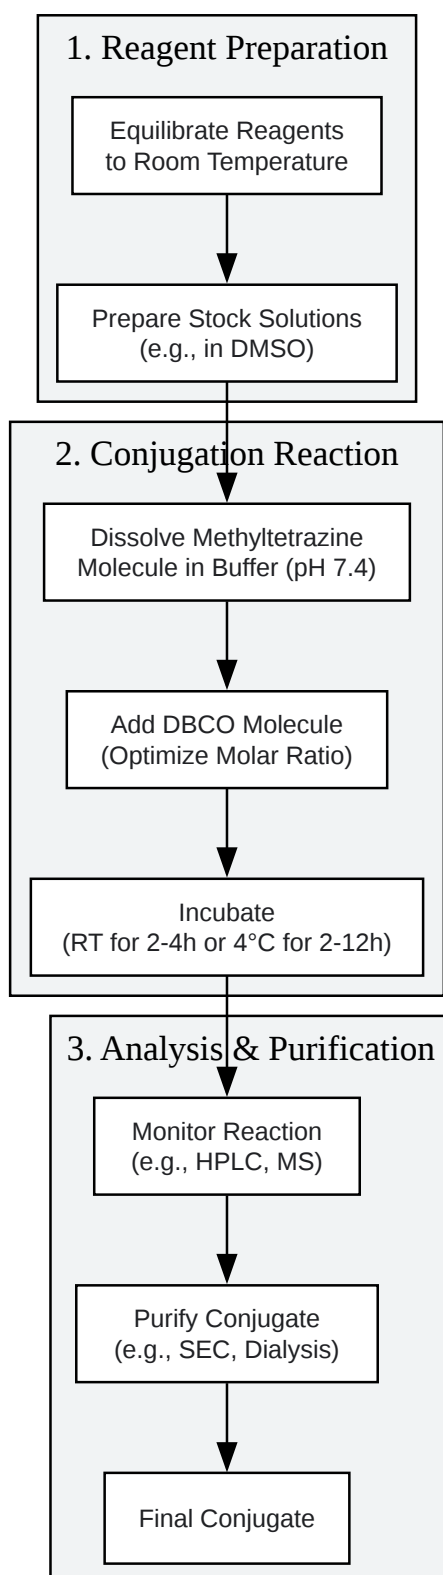 1. Reagent Preparation
Equilibrate Reagents
to Room Temperature
Prepare Stock Solutions
(e.g., in DMSO)
2. Conjugation Reaction
Dissolve Methyltetrazine
Molecule in Buffer (pH 7.4)
Add DBCO Molecule
(Optimize Molar Ratio)
Incubate
(RT for 2-4h or 4°C for 2-12h)
3. Analysis & Purification
Monitor Reaction
(e.g., HPLC, MS)
Purify Conjugate
(e.g., SEC, Dialysis)
Final Conjugate